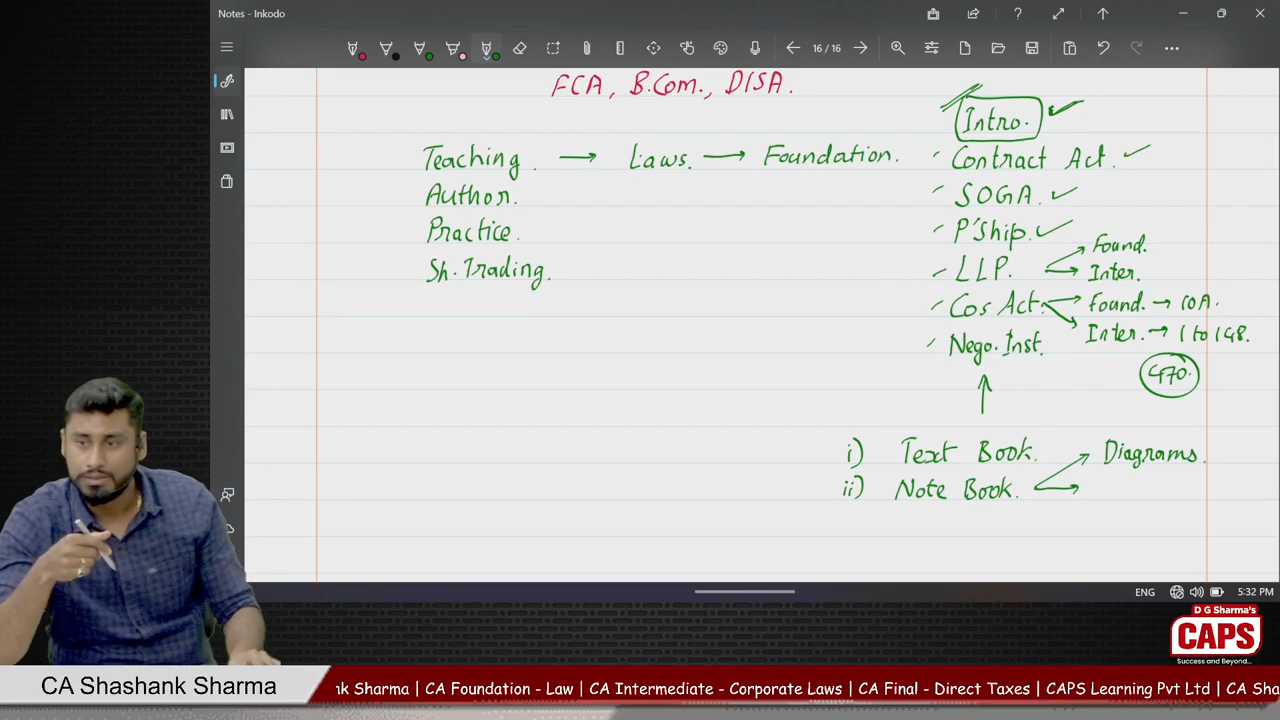 Notes - Inkodo
16/16
FCA, B.Com., DISA.
Intro.
Teaching. → Laws. → Foundation.
Author.
Practice.
Sh. Trading.
Contract Act.
SOGA.
P'Ship.
LLP.
Found.
Inter.
Cos Act.
Found. → 10A.
Inter. → 1 to 148.
Nego. Inst.
470.
i) Text Book.
ii) Note Book.
Diagrams.
ENG
5:32 PM
D G Sharma's
CAPS
Success and Beyond...
CA Shashank Sharma
nk Sharma | CA Foundation - Law | CA Intermediate - Corporate Laws | CA Final - Direct Taxes | CAPS Learning Pvt Ltd | CA Sha